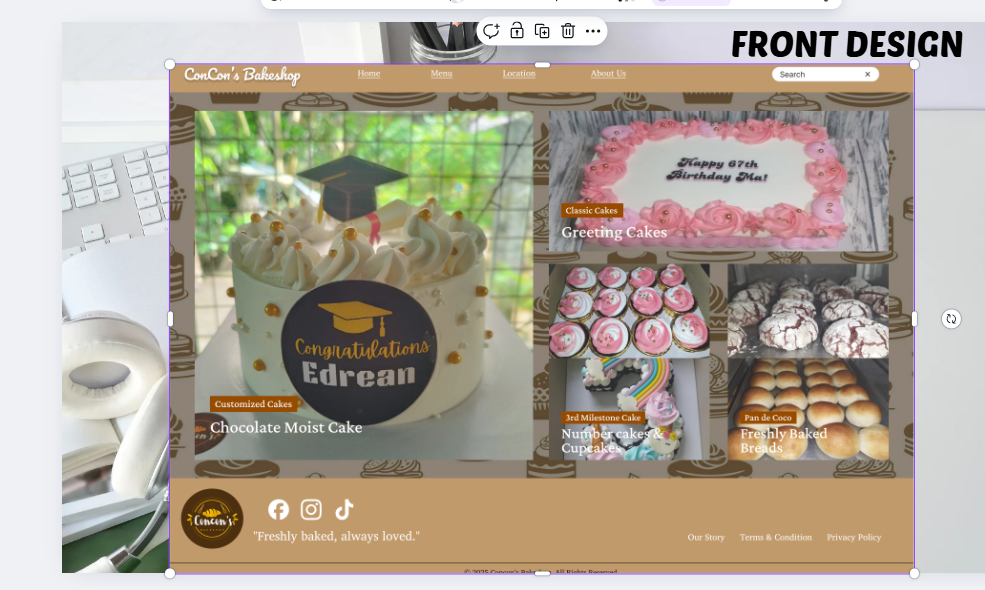 FRONT DESIGN
ConCon's Bakeshop
Home
Menu
Location
About Us
Search
Happy 67th
Birthday Ma!
Classic Cakes
Greeting Cakes
Congratulations
Edrean
Customized Cakes
Chocolate Moist Cake
3rd Milestone Cake
Number cakes &
Cupcakes
Pan de Coco
Freshly Baked
Breads
Concon's
"Freshly baked, always loved."
Our Story
Terms & Condition
Privacy Policy
© 2025 Concon's All Rights Reserved